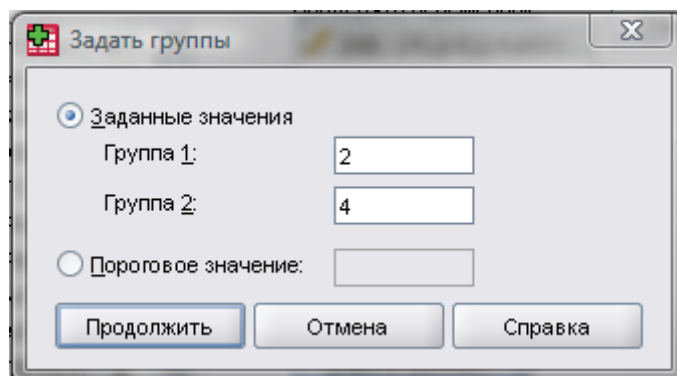 Задать группы
Заданные значения
Группа 1: 2
Группа 2: 4
Пороговое значение:
Продолжить Отмена Справка